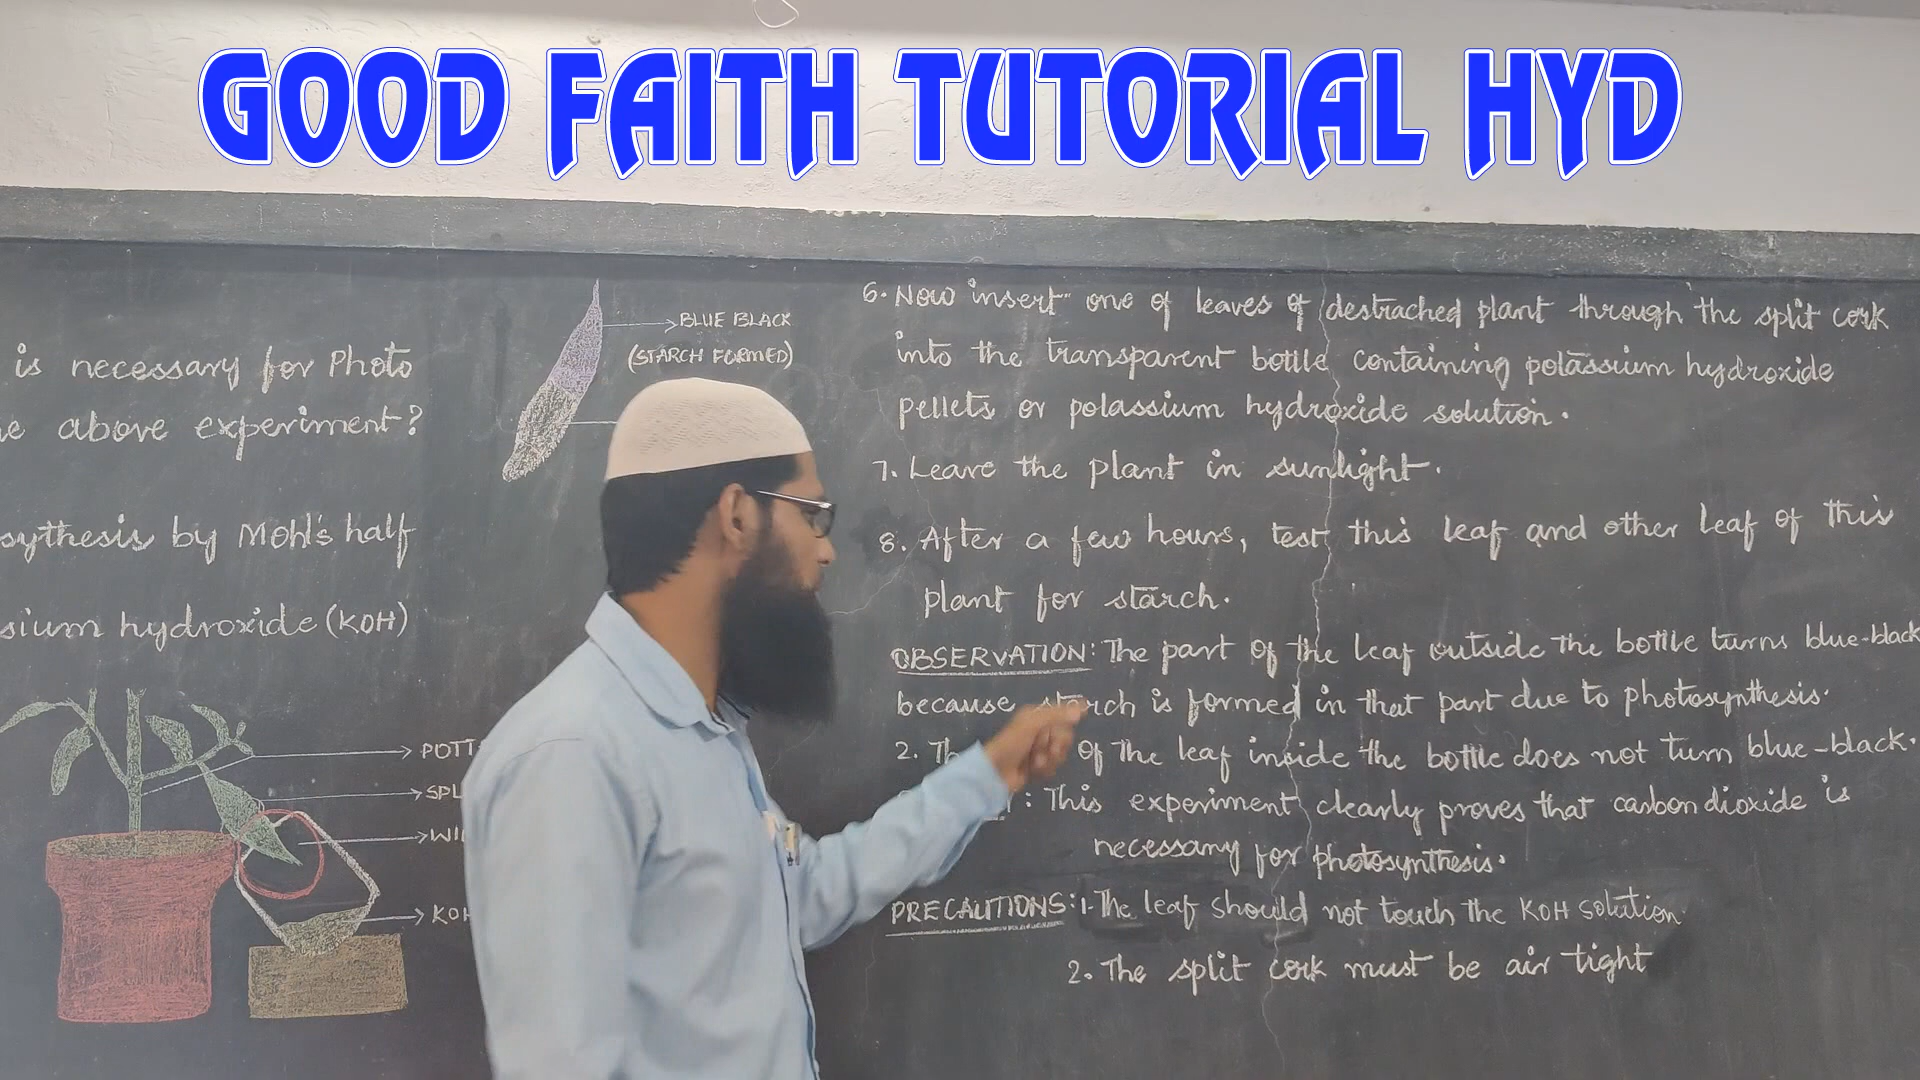 GOOD FAITH TUTORIAL HYD
is necessary for Photo
above experiment?
sythesis by Mohl's half
sium hydroxide (KOH)
BLUE BLACK
(STARCH FORMED)
POTT
SPL
WI
KOH
6. Now insert one of leaves of destrached plant through the split cork
into the transparent bottle containing potassium hydroxide
pellets or polassium hydroxide solution.
7. Leave the plant in sunlight.
8. After a few hours, test this leaf and other leaf of this
plant for starch.
OBSERVATION: The part of the leaf outside the bottle turns blue-black
because starch is formed in that part due to photosynthesis.
2. Th of the leaf inside the bottle does not turn blue-black.
: This experiment clearly proves that carbon dioxide is
necessary for photosynthesis.
PRECAUTIONS: 1. The leaf should not touch the KOH solution.
2. The split cork must be air tight